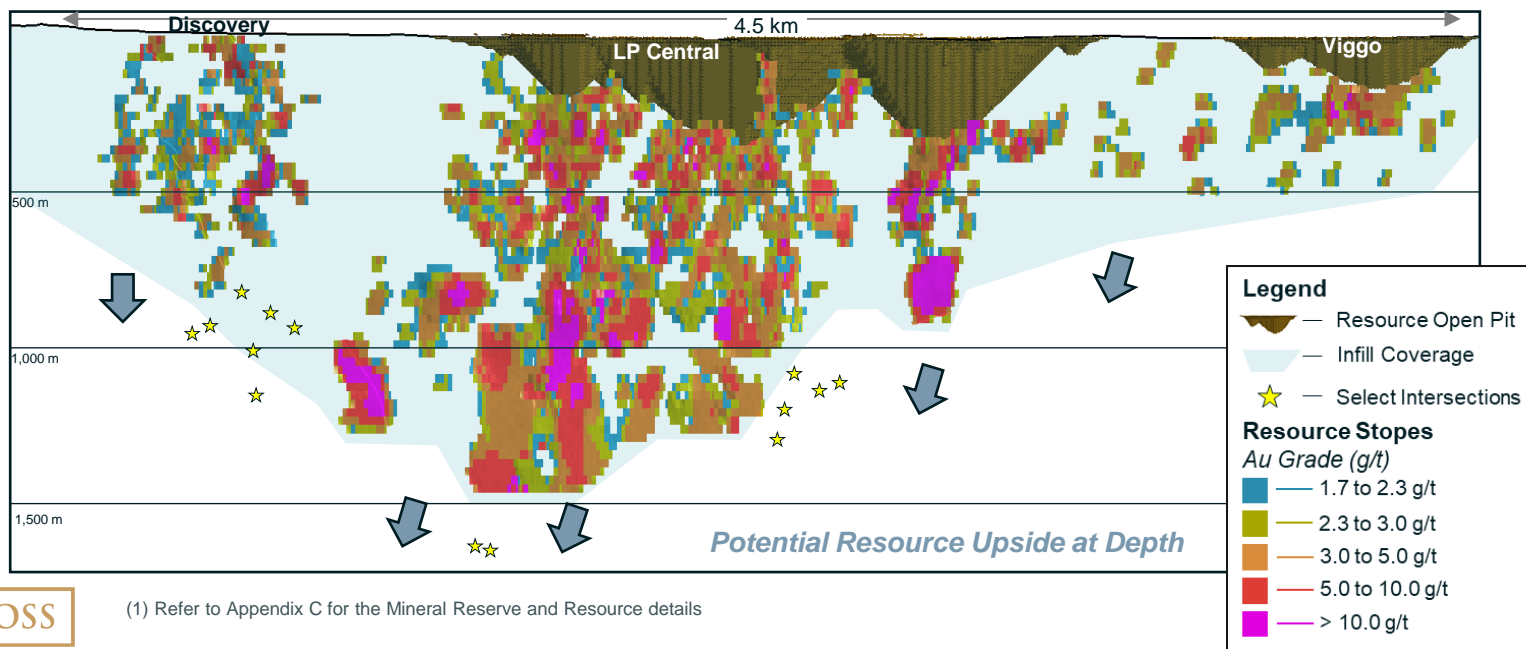 Discovery
4.5 km
LP Central
Viggo
500 m
1,000 m
1,500 m
Potential Resource Upside at Depth
Legend
— Resource Open Pit
— Infill Coverage
— Select Intersections
Resource Stopes
Au Grade (g/t)
1.7 to 2.3 g/t
2.3 to 3.0 g/t
3.0 to 5.0 g/t
5.0 to 10.0 g/t
> 10.0 g/t
OSS
(1) Refer to Appendix C for the Mineral Reserve and Resource details